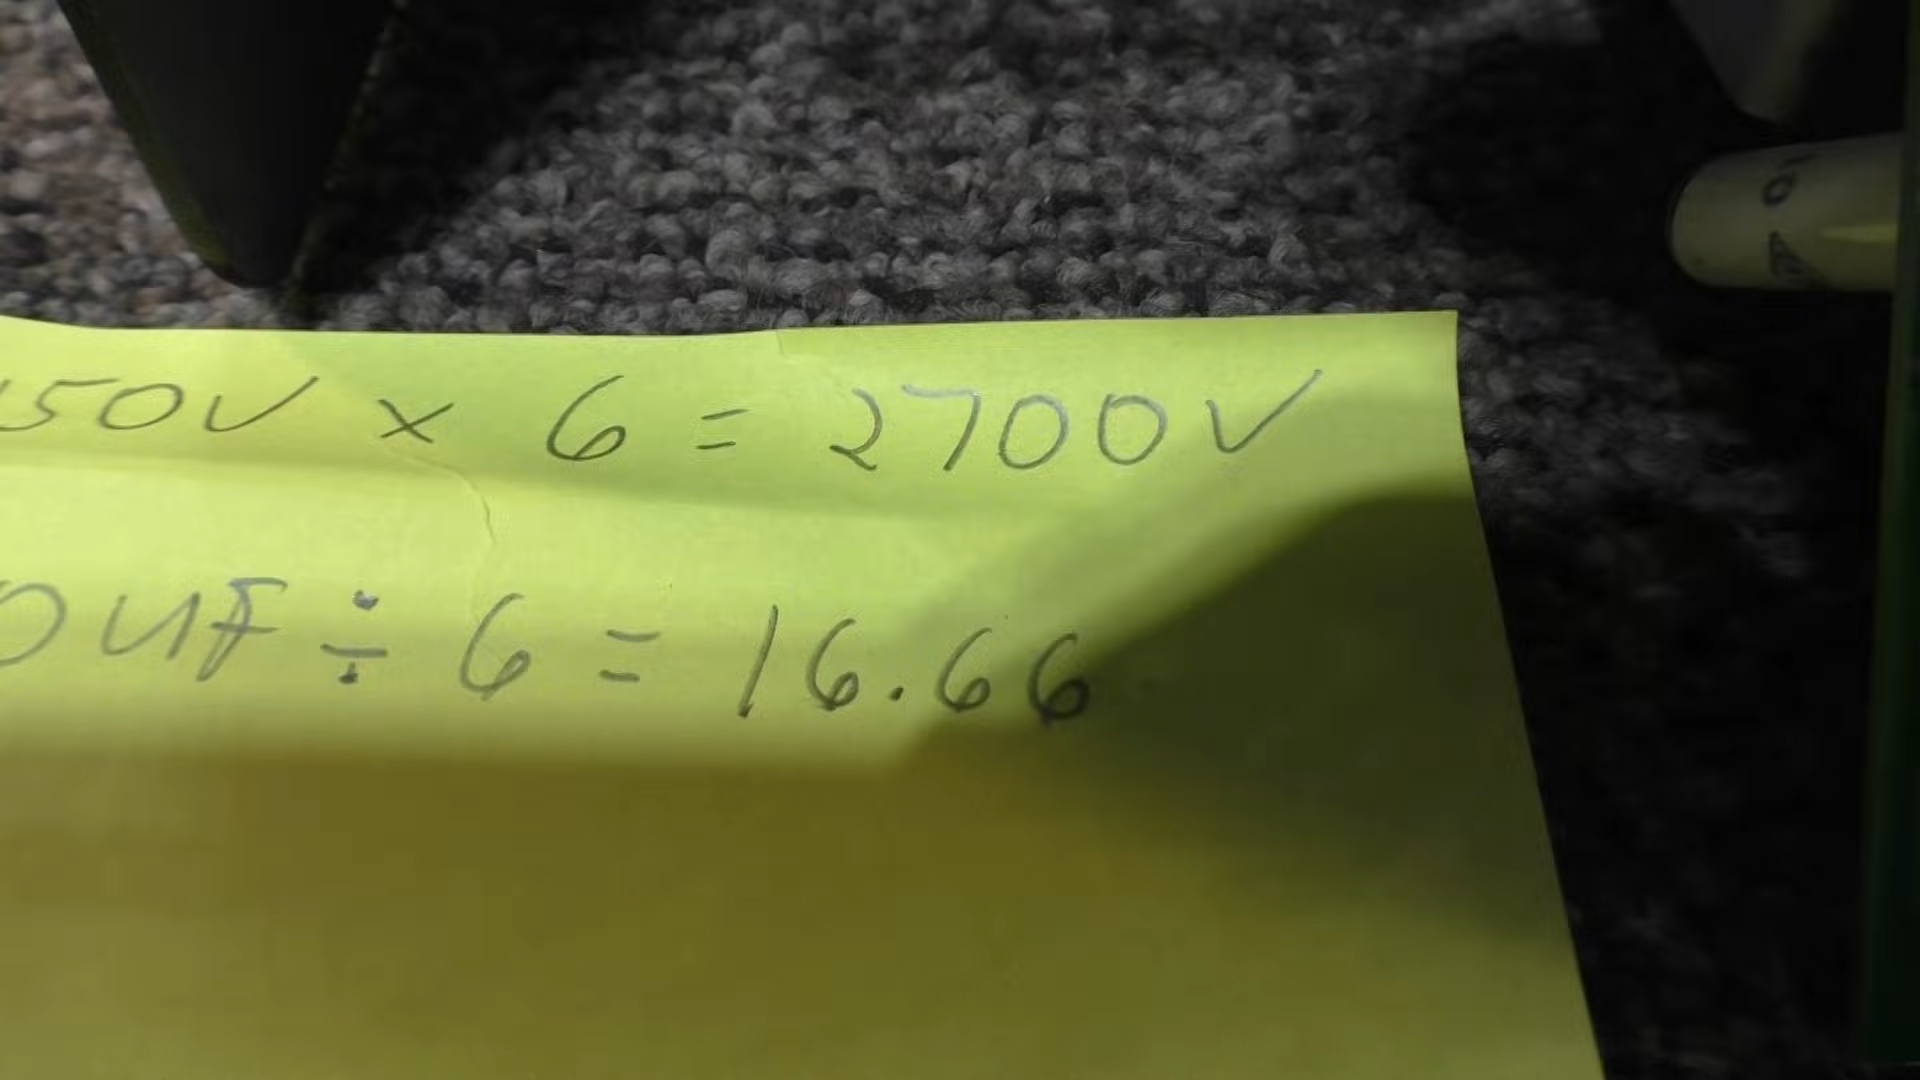 50V × 6 = 2700V
0UF ÷ 6 = 16.66